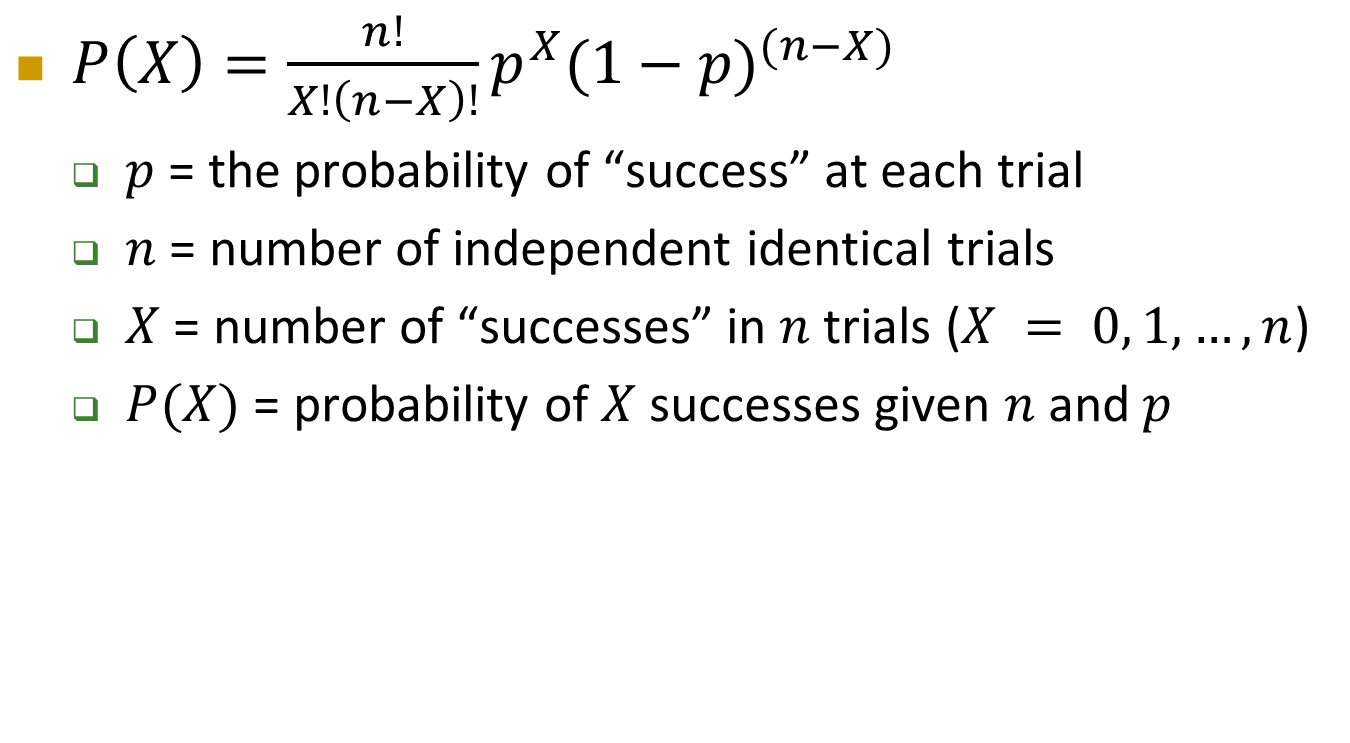 ■ 𝑃(𝑋) = 𝑛!/(𝑋!(𝑛−𝑋)!) 𝑝^𝑋 (1 − 𝑝)^(𝑛−𝑋)
❑ 𝑝 = the probability of “success” at each trial
❑ 𝑛 = number of independent identical trials
❑ 𝑋 = number of “successes” in 𝑛 trials (𝑋 = 0, 1, … , 𝑛)
❑ 𝑃(𝑋) = probability of 𝑋 successes given 𝑛 and 𝑝